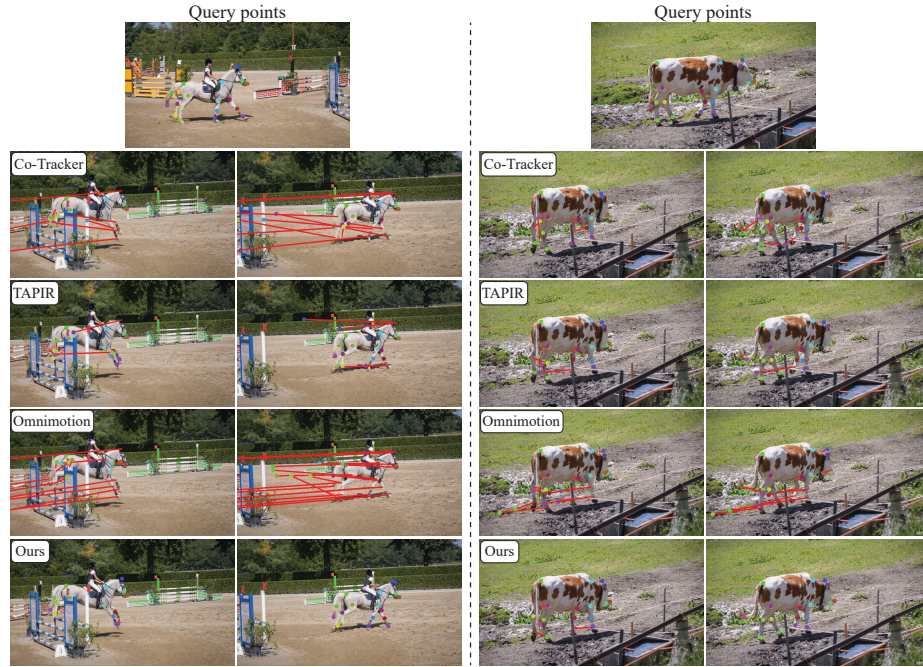 Query points
Query points
Co-Tracker
Co-Tracker
TAPIR
TAPIR
Omnimotion
Omnimotion
Ours
Ours